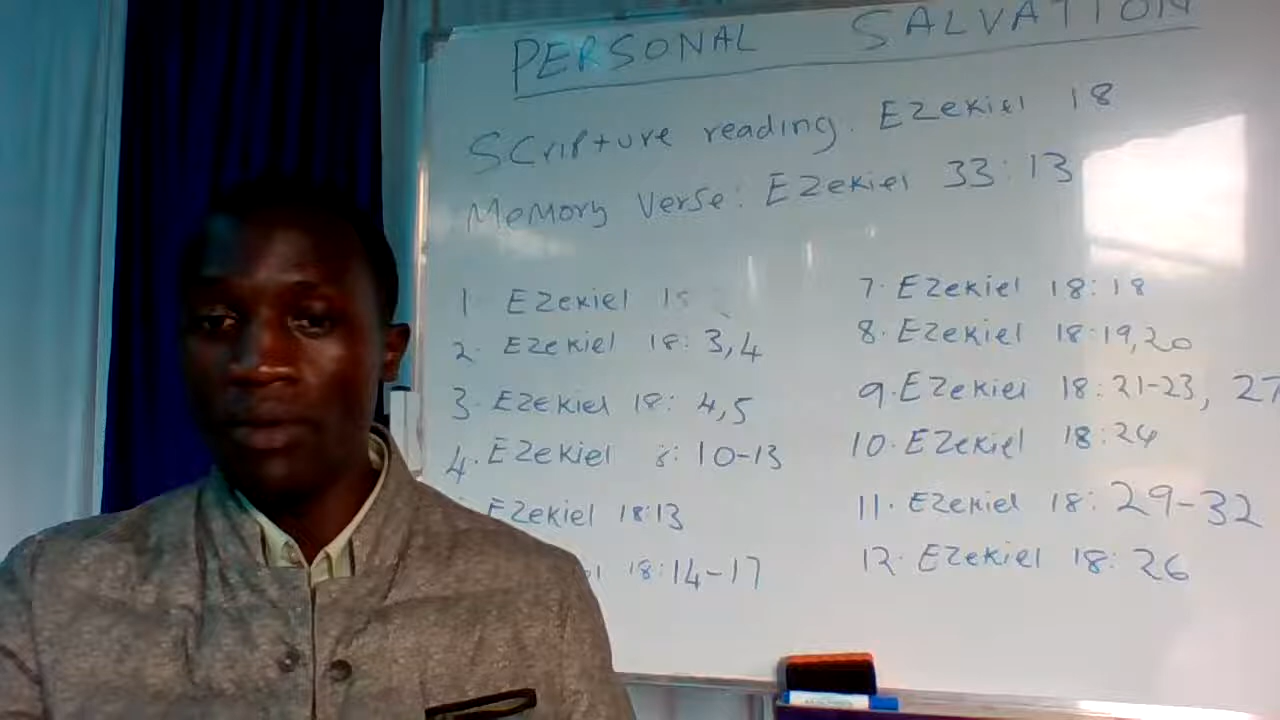 PERSONAL SALVATION
Scripture reading. Ezekiel 18
Memory Verse: Ezekiel 33:13
1 Ezekiel
2. Ezekiel 18:3,4
3. Ezekiel 18: 4,5
4. Ezekiel 8: 10-13
Ezekiel 18:13
18:14-17
7. Ezekiel 18:18
8. Ezekiel 18:19,20
9. Ezekiel 18:21-23, 27
10. Ezekiel 18:24
11. Ezekiel 18: 29-32
12. Ezekiel 18: 26